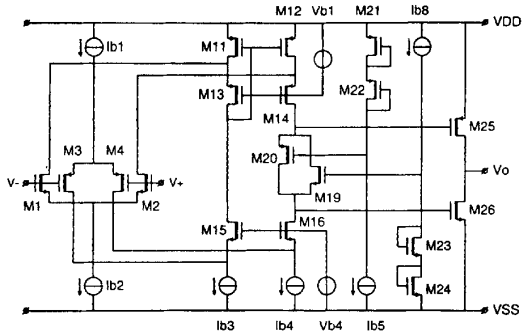 M12 Vb1 M21 Ib8
VDD
Ib1
M11
M13
M14
M22
M3 M4
M20
M25
V- V+
Vo
M1 M2
M19
M15 M16
M26
M23
Ib2
M24
VSS
Ib3 Ib4 Vb4 Ib5